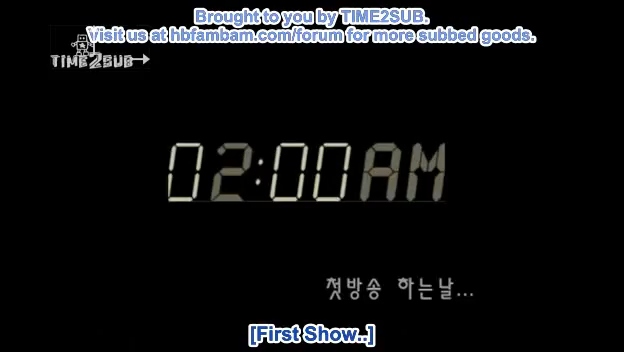 Brought to you by TIME2SUB.
Visit us at hbfambam.com/forum for more subbed goods.
TIME2SUB
02:00AM
첫방송 하는날...
[First Show..]